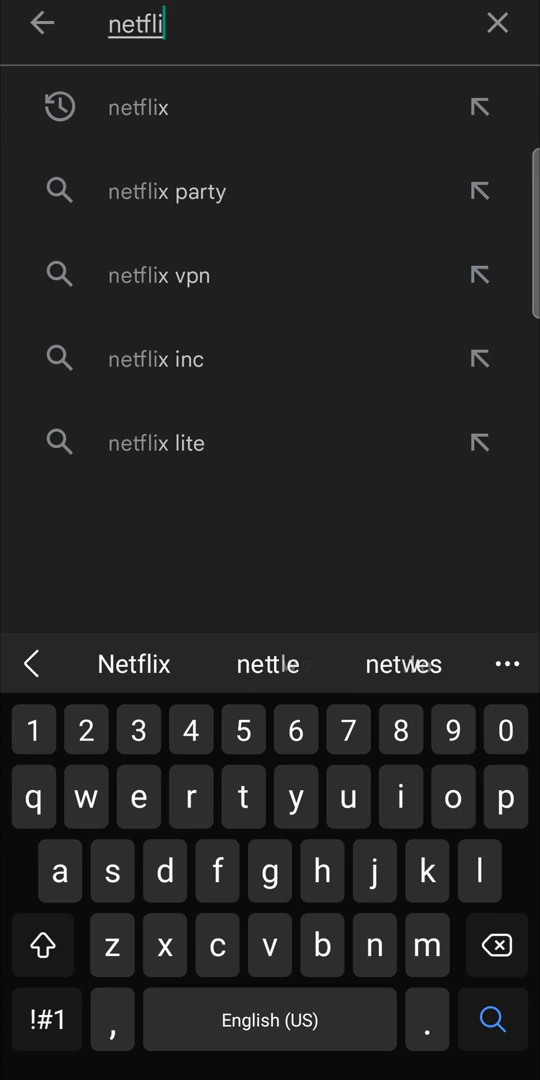 netfli
netflix
netflix party
netflix vpn
netflix inc
netflix lite
Netflix nettle
1 2 3 4 5 6 7 8 9 0
q w e r t y u i o p
a s d f g h j k l
z x c v b n m
!#1 , English (US) .